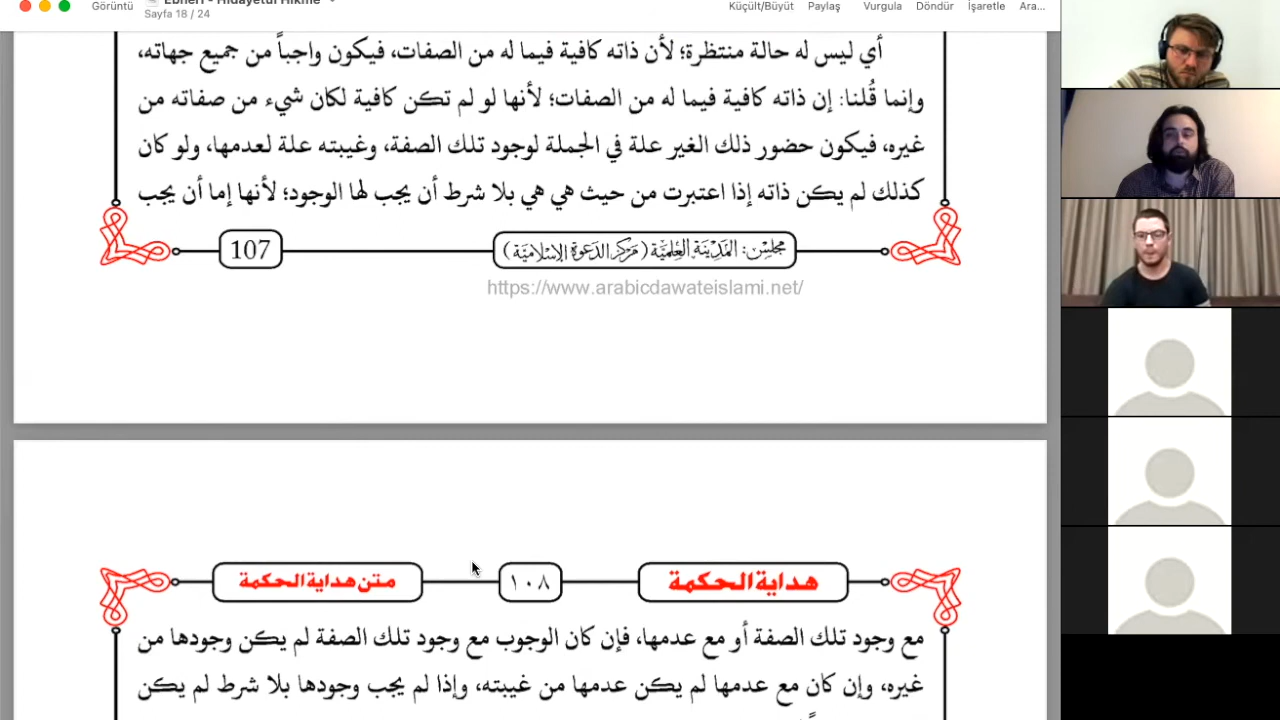 Ebheri - Hidayetul Hikme
Sayfa 18 / 24
Görüntü
Küçült/Büyüt Paylaş Vurgula Döndür İşaretle Ara...
أي ليس له حالة منتظرة؛ لأن ذاته كافية فيما له من الصفات، فيكون واجباً من جميع جهاته،
وإنما قُلنا: إن ذاته كافية فيما له من الصفات؛ لأنها لو لم تكن كافية لكان شيء من صفاته من
غيره، فيكون حضور ذلك الغير علة في الجملة لوجود تلك الصفة، وغيبته علة لعدمها، ولو كان
كذلك لم يكن ذاته إذا اعتبرت من حيث هي هي بلا شرط أن يجب لها الوجود؛ لأنها إما أن يجب
مجلس: المدينة العلمية (مركز الدعوة الإسلامية)
107
https://www.arabicdawateislami.net/
هداية الحكمة
١٠٨
متن هداية الحكمة
مع وجود تلك الصفة أو مع عدمها، فإن كان الوجوب مع وجود تلك الصفة لم يكن وجودها من
غيره، وإن كان مع عدمها لم يكن عدمها من غيبته، وإذا لم يجب وجودها بلا شرط لم يكن